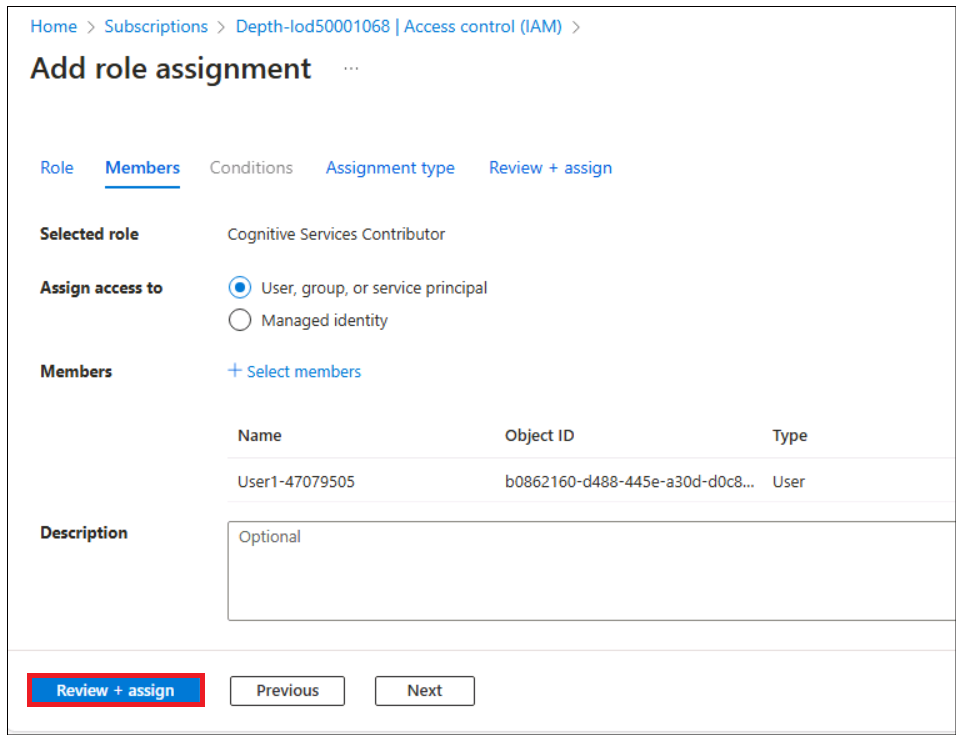 Home > Subscriptions > Depth-lod50001068 | Access control (IAM) >
Add role assignment ...
Role Members Conditions Assignment type Review + assign
Selected role Cognitive Services Contributor
Assign access to User, group, or service principal
Managed identity
Members + Select members
Name Object ID Type
User1-47079505 b0862160-d488-445e-a30d-d0c8... User
Description Optional
Review + assign Previous Next